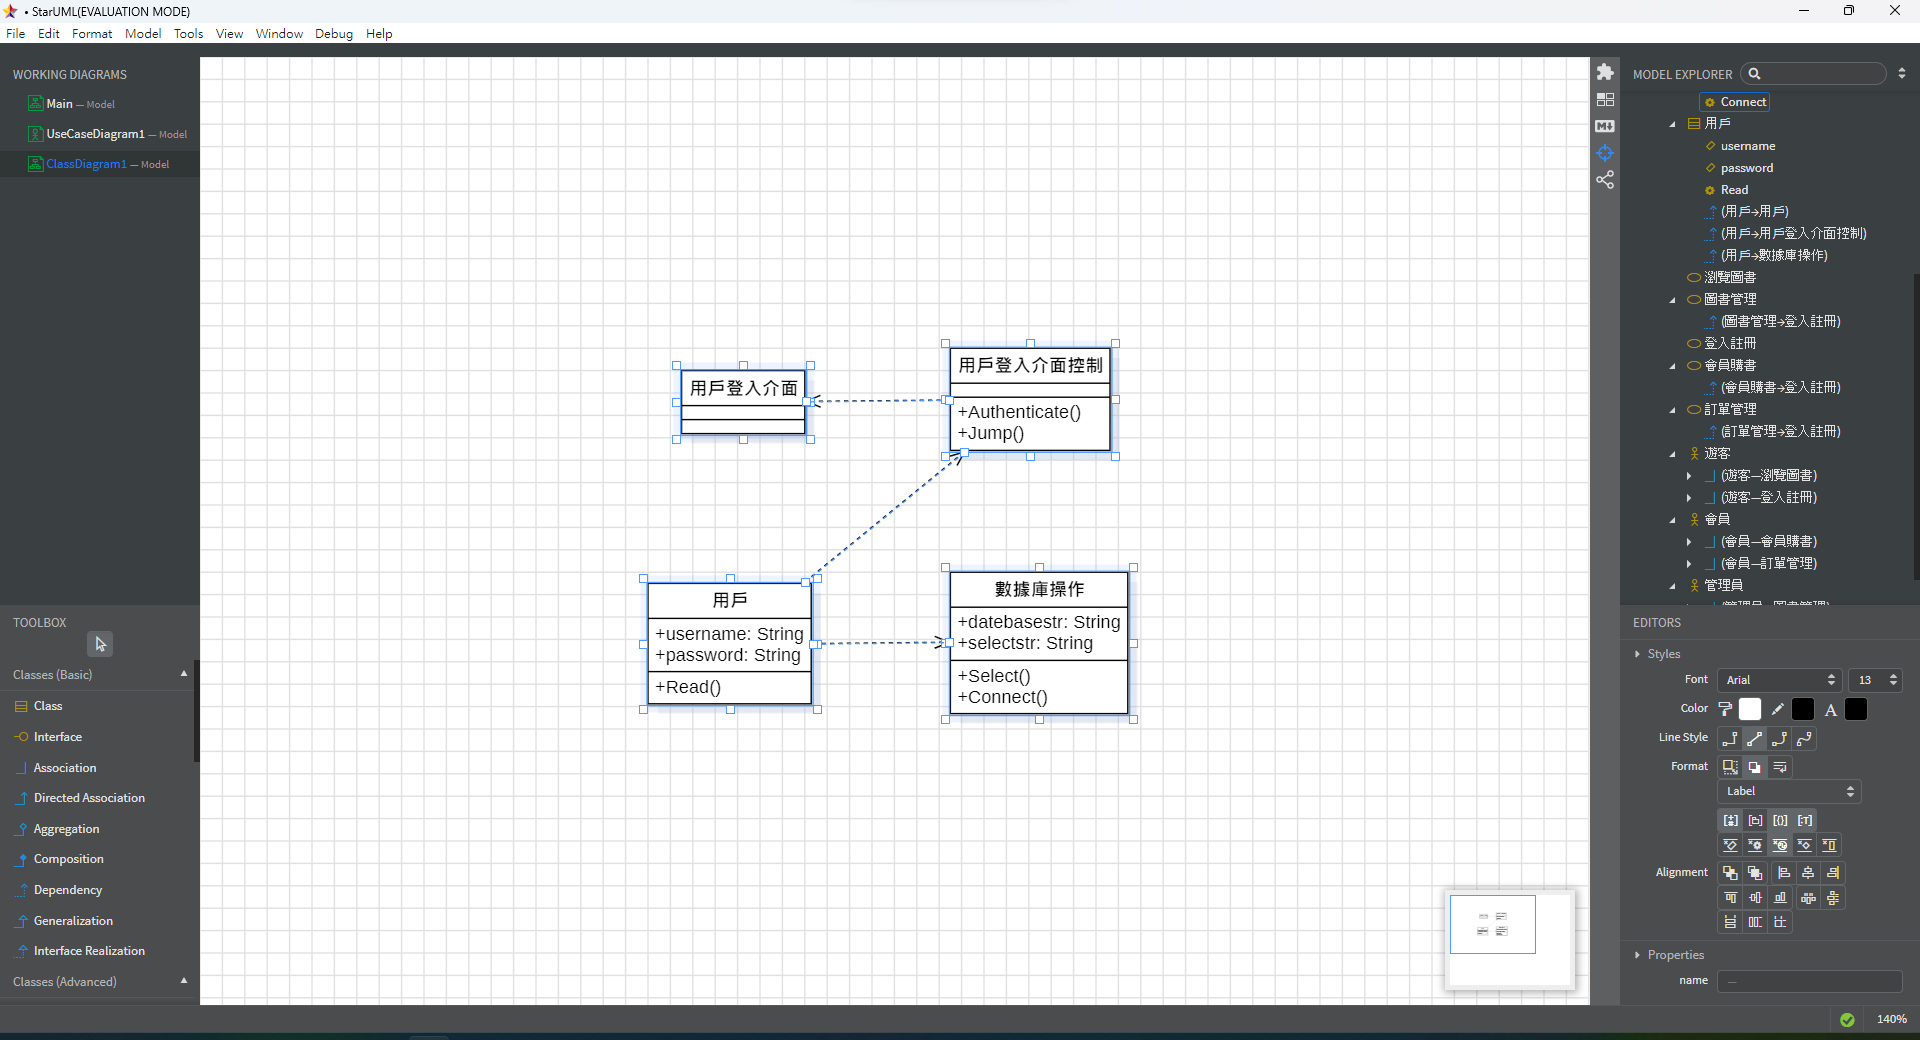 • StarUML(EVALUATION MODE)
File Edit Format Model Tools View Window Debug Help
WORKING DIAGRAMS
Main — Model
UseCaseDiagram1 — Model
ClassDiagram1 — Model
TOOLBOX
Classes (Basic)
Class
Interface
Association
Directed Association
Aggregation
Composition
Dependency
Generalization
Interface Realization
Classes (Advanced)
用戶登入介面
用戶登入介面控制
+Authenticate()
+Jump()
用戶
+username: String
+password: String
+Read()
數據庫操作
+datebasestr: String
+selectstr: String
+Select()
+Connect()
MODEL EXPLORER
Connect
用戶
username
password
Read
(用戶→用戶)
(用戶→用戶登入介面控制)
(用戶→數據庫操作)
瀏覽圖書
圖書管理
(圖書管理→登入註冊)
登入註冊
會員購書
(會員購書→登入註冊)
訂單管理
(訂單管理→登入註冊)
遊客
(遊客—瀏覽圖書)
(遊客—登入註冊)
會員
(會員—會員購書)
(會員—訂單管理)
管理員
(管理員—圖書管理)
EDITORS
Styles
Font Arial 13
Color A
Line Style
Format
Label
Alignment
Properties
name —
140%